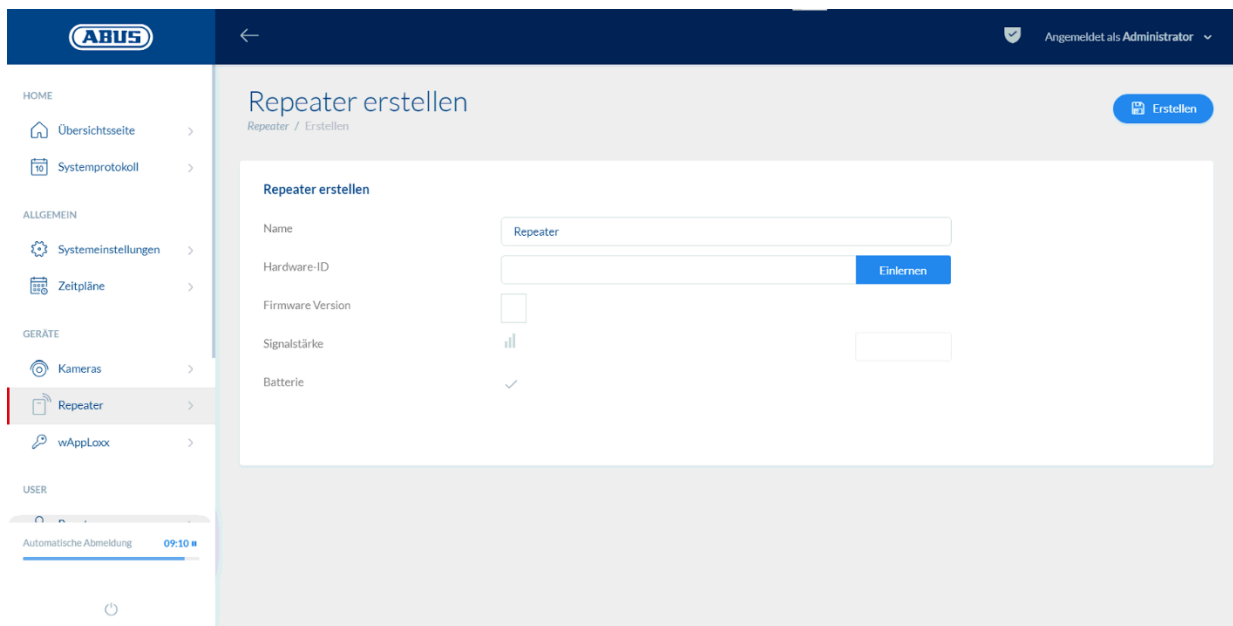 ABUS
Angemeldet als Administrator
HOME
Übersichtsseite
10
Systemprotokoll
ALLGEMEIN
Systemeinstellungen
Zeitpläne
GERÄTE
Kameras
Repeater
wAppLoxx
USER
Automatische Abmeldung 09:10
Repeater erstellen
Repeater / Erstellen
Erstellen
Repeater erstellen
Name
Repeater
Hardware-ID
Einlernen
Firmware Version
Signalstärke
Batterie